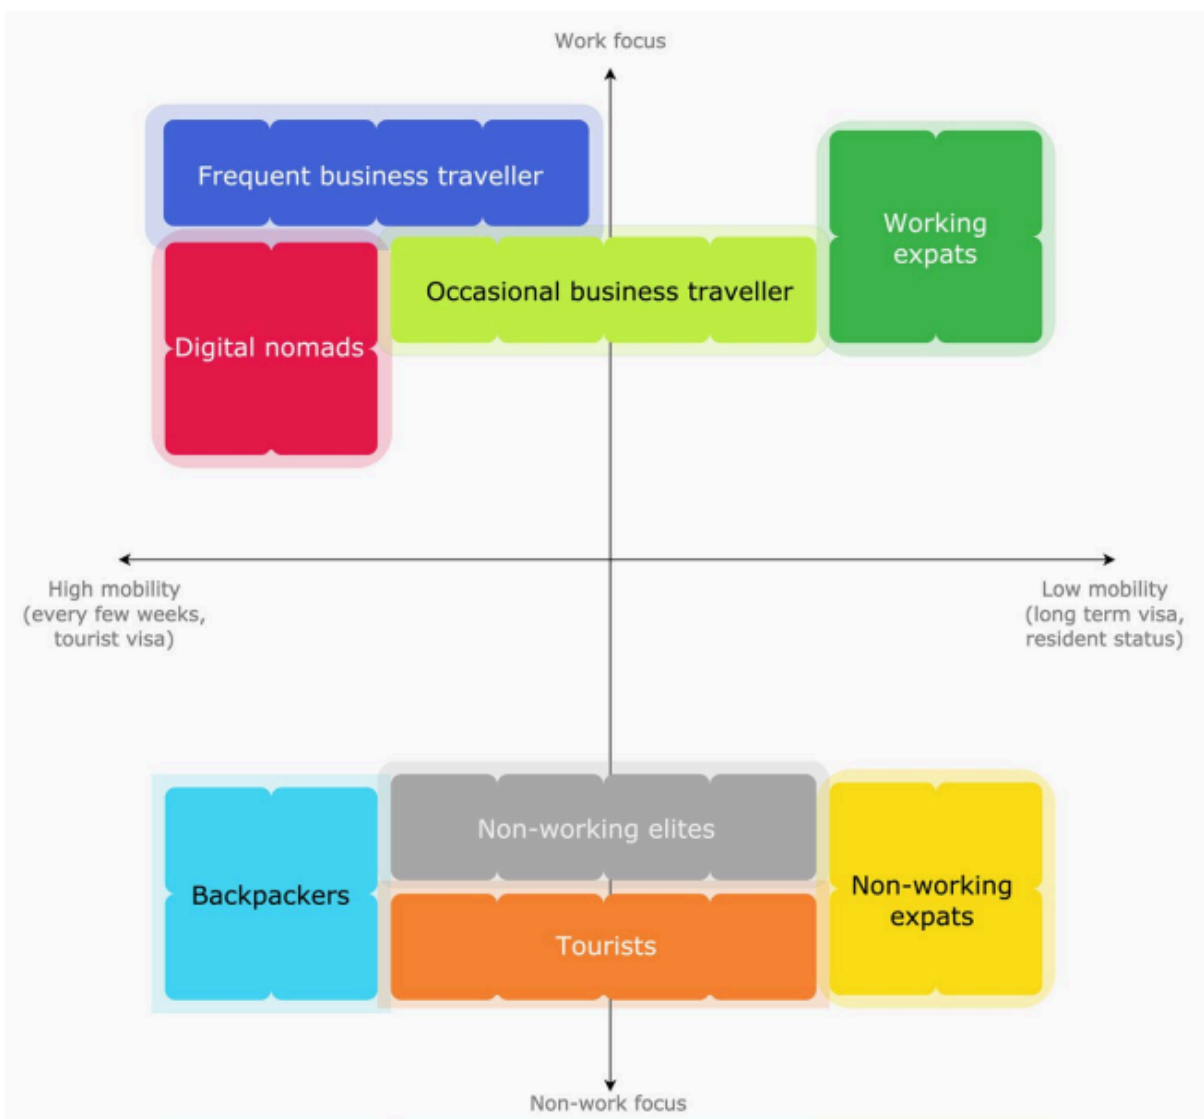 Work focus
Frequent business traveller
Working
expats
Occasional business traveller
Digital nomads
High mobility
(every few weeks,
tourist visa)
Low mobility
(long term visa,
resident status)
Non-working elites
Backpackers
Non-working
expats
Tourists
Non-work focus